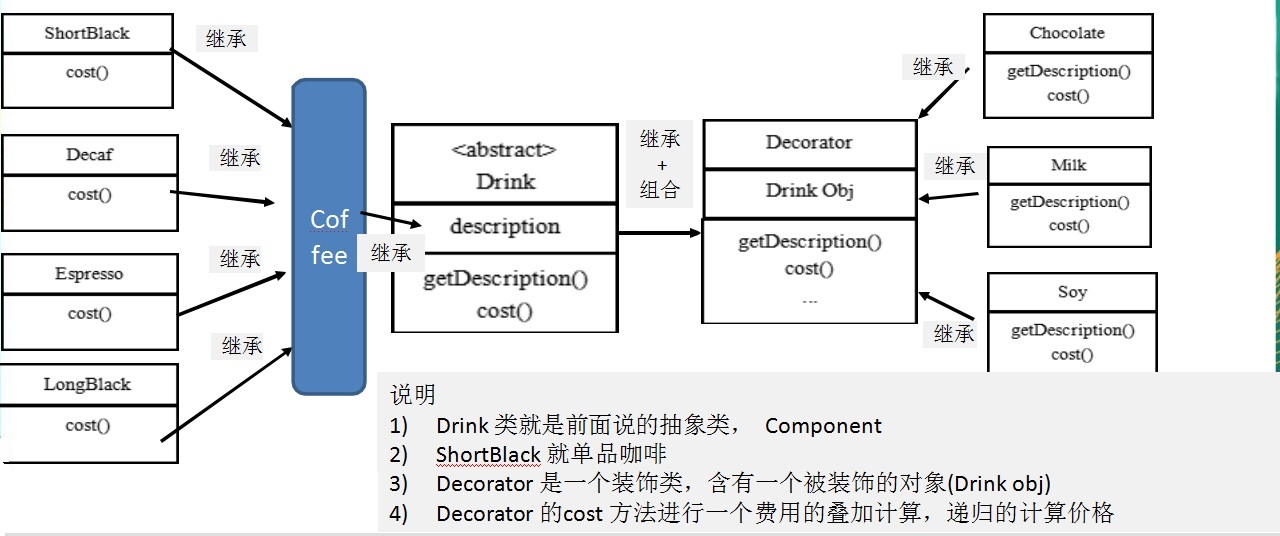 ShortBlack
cost()
继承
Decaf
cost()
继承
Espresso
cost()
继承
LongBlack
cost()
继承
Cof
fee
继承
<abstract>
Drink
description
getDescription()
cost()
继承
+
组合
Decorator
Drink Obj
getDescription()
cost()
...
继承
Chocolate
getDescription()
cost()
继承
Milk
getDescription()
cost()
继承
Soy
getDescription()
cost()
说明
1) Drink 类就是前面说的抽象类， Component
2) ShortBlack 就单品咖啡
3) Decorator 是一个装饰类，含有一个被装饰的对象(Drink obj)
4) Decorator 的cost 方法进行一个费用的叠加计算，递归的计算价格